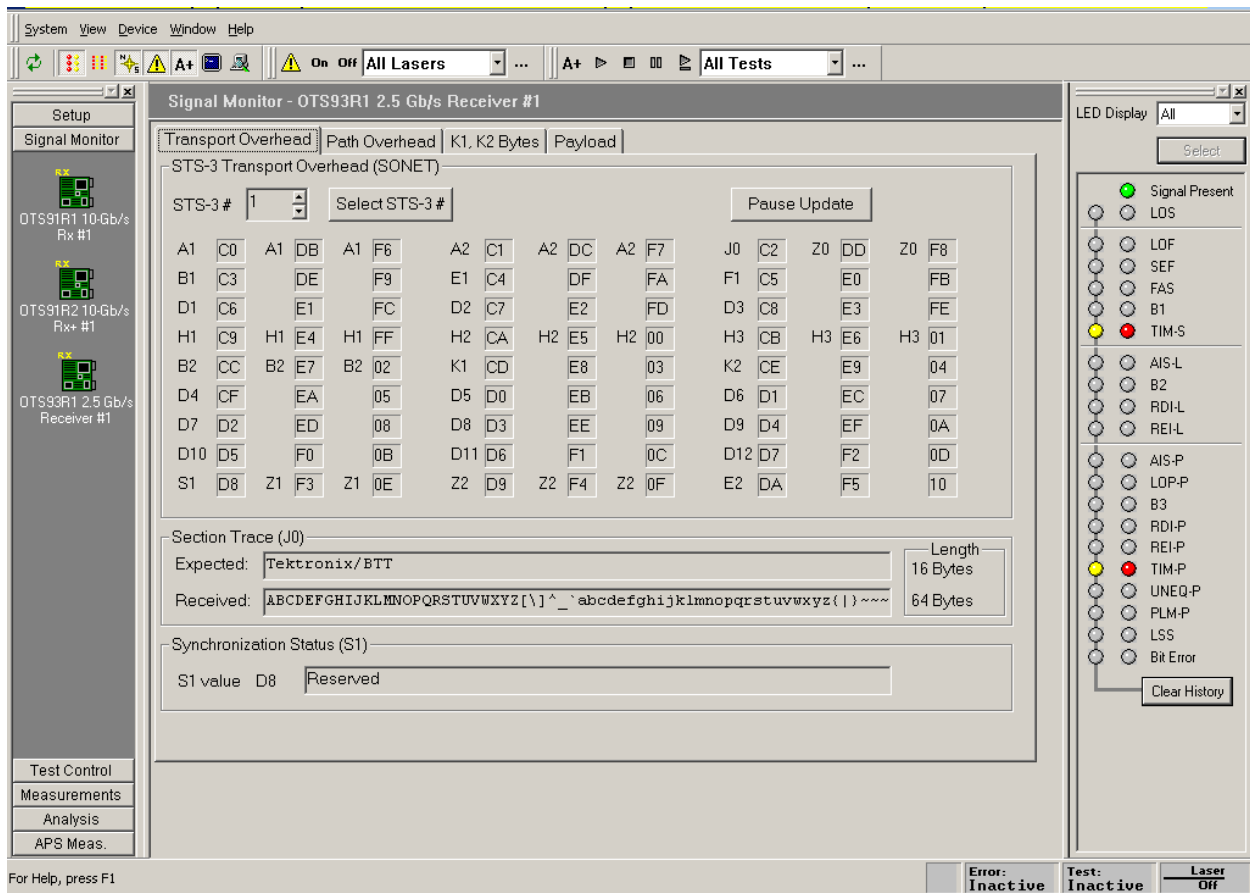 System View Device Window Help
A+ On Off All Lasers ... A+ All Tests ...
Setup
Signal Monitor
RX
OTS91R1 10-Gb/s
Rx #1
RX
OTS91R2 10-Gb/s
Rx+ #1
RX
OTS93R1 2.5 Gb/s
Receiver #1
Test Control
Measurements
Analysis
APS Meas.
Signal Monitor - OTS93R1 2.5 Gb/s Receiver #1
Transport Overhead Path Overhead K1, K2 Bytes Payload
STS-3 Transport Overhead (SONET)
STS-3 # 1 Select STS-3 # Pause Update
A1 C0 A1 DB A1 F6 A2 C1 A2 DC A2 F7 J0 C2 Z0 DD Z0 F8
B1 C3 DE F9 E1 C4 DF FA F1 C5 E0 FB
D1 C6 E1 FC D2 C7 E2 FD D3 C8 E3 FE
H1 C9 H1 E4 H1 FF H2 CA H2 E5 H2 00 H3 CB H3 E6 H3 01
B2 CC B2 E7 B2 02 K1 CD E8 03 K2 CE E9 04
D4 CF EA 05 D5 D0 EB 06 D6 D1 EC 07
D7 D2 ED 08 D8 D3 EE 09 D9 D4 EF 0A
D10 D5 F0 0B D11 D6 F1 0C D12 D7 F2 0D
S1 D8 Z1 F3 Z1 0E Z2 D9 Z2 F4 Z2 0F E2 DA F5 10
Section Trace (J0)
Length
Expected: Tektronix/BTT 16 Bytes
Received: ABCDEFGHIJKLMNOPQRSTUVWXYZ[\]^_`abcdefghijklmnopqrstuvwxyz{|}~~~ 64 Bytes
Synchronization Status (S1)
S1 value D8 Reserved
LED Display All
Select
Signal Present
LOS
LOF
SEF
FAS
B1
TIM-S
AIS-L
B2
RDI-L
REI-L
AIS-P
LOP-P
B3
RDI-P
REI-P
TIM-P
UNEQ-P
PLM-P
LSS
Bit Error
Clear History
For Help, press F1
Error:
Inactive
Test:
Inactive
Laser
Off